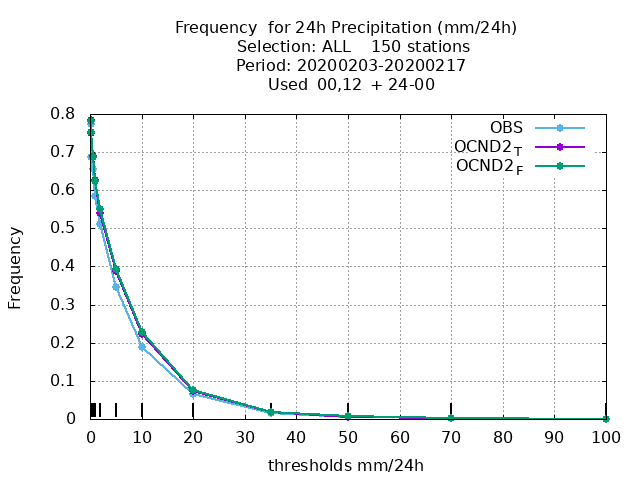 Frequency  for 24h Precipitation (mm/24h)
Selection: ALL    150 stations
Period: 20200203-20200217
Used  00,12  + 24-00
OBS
OCND2T
OCND2F
0.8
0.7
0.6
0.5
0.4
0.3
0.2
0.1
0
Frequency
0 10 20 30 40 50 60 70 80 90 100
thresholds mm/24h